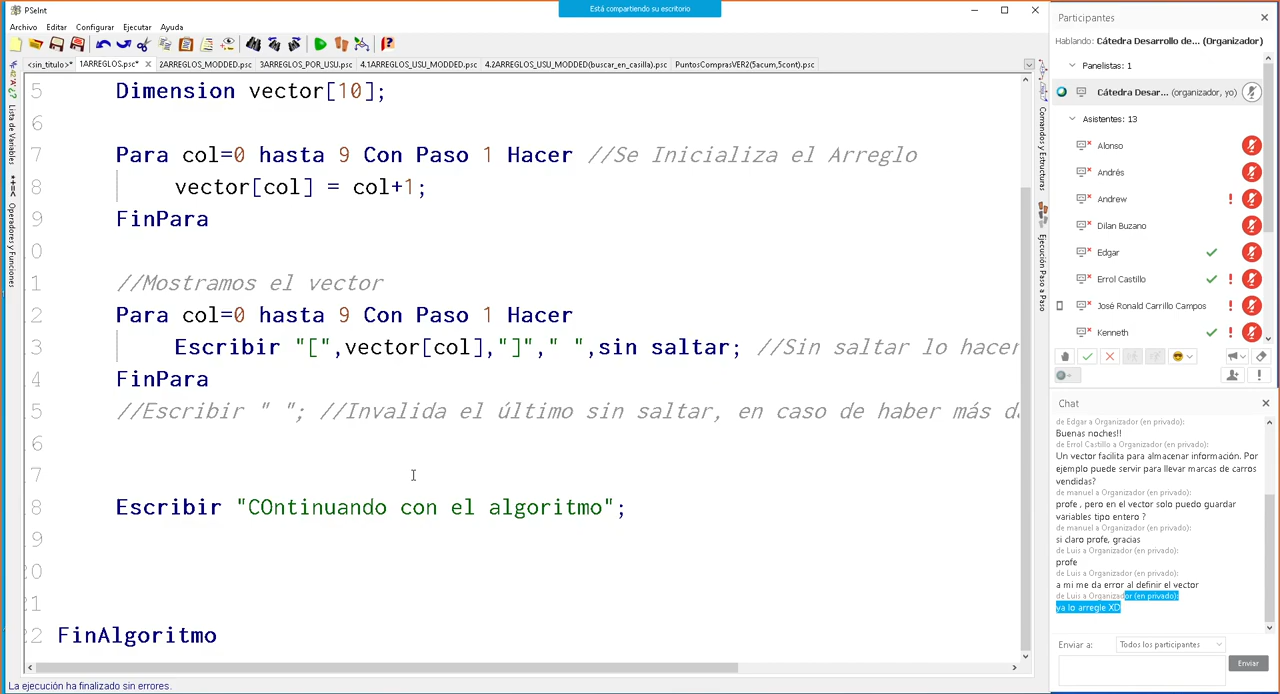 PSeInt
Está compartiendo su escritorio
Archivo Editar Configurar Ejecutar Ayuda
<sin_titulo>* 1ARREGLOS.psc* 2ARREGLOS_MODDED.psc 3ARREGLOS_POR_USU.psc 4.1ARREGLOS_USU_MODDED.psc 4.2ARREGLOS_USU_MODDED(buscar_en_casilla).psc PuntosComprasVER2(5acum,5cont).psc
Lista de Variables
Operadores y Funciones
5 Dimension vector[10];
6
7 Para col=0 hasta 9 Con Paso 1 Hacer //Se Inicializa el Arreglo
8 vector[col] = col+1;
9 FinPara
0
1 //Mostramos el vector
2 Para col=0 hasta 9 Con Paso 1 Hacer
3 Escribir "[",vector[col],"]"," ",sin saltar; //Sin saltar lo hacer
4 FinPara
5 //Escribir " "; //Invalida el último sin saltar, en caso de haber más da
6
7
8 Escribir "COntinuando con el algoritmo";
9
0
1
22 FinAlgoritmo
La ejecución ha finalizado sin errores.
Comandos y Estructuras
Ejecución Paso a Paso
Participantes
Hablando: Cátedra Desarrollo de... (Organizador)
Panelistas: 1
Cátedra Desar... (organizador, yo)
Asistentes: 13
Alonso
Andrés
Andrew
Dilan Buzano
Edgar
Errol Castillo
José Ronald Carrillo Campos
Kenneth
Chat
de Edgar a Organizador (en privado):
Buenas noches!!
de Errol Castillo a Organizador (en privado):
Un vector facilita para almacenar información. Por
ejemplo puede servir para llevar marcas de carros
vendidas?
de manuel a Organizador (en privado):
profe , pero en el vector solo puedo guardar
variables tipo entero ?
de manuel a Organizador (en privado):
si claro profe, gracias
de Luis a Organizador (en privado):
profe
de Luis a Organizador (en privado):
a mi me da error al definir el vector
de Luis a Organizador (en privado):
ya lo arregle XD
Enviar a: Todos los participantes
Enviar